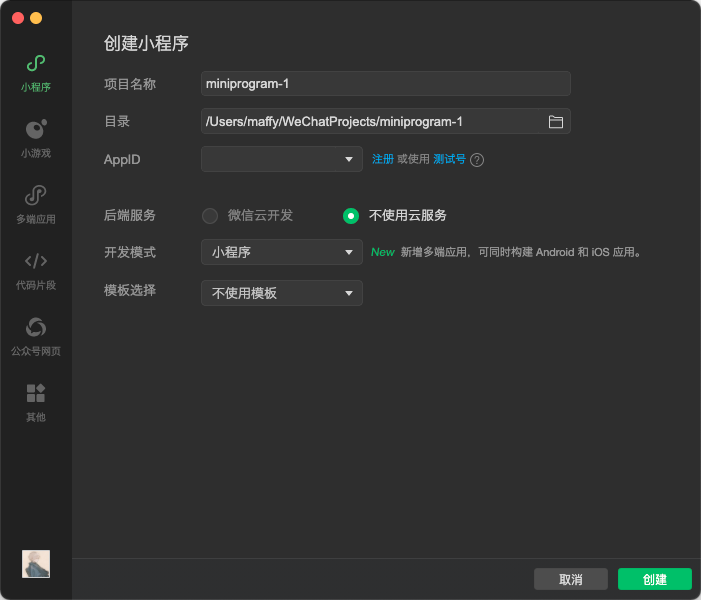 小程序
小游戏
多端应用
代码片段
公众号网页
其他
创建小程序
项目名称 miniprogram-1
目录 /Users/maffy/WeChatProjects/miniprogram-1
AppID 注册 或使用 测试号 ?
后端服务 微信云开发 不使用云服务
开发模式 小程序 New 新增多端应用，可同时构建 Android 和 iOS 应用。
模板选择 不使用模板
取消 创建